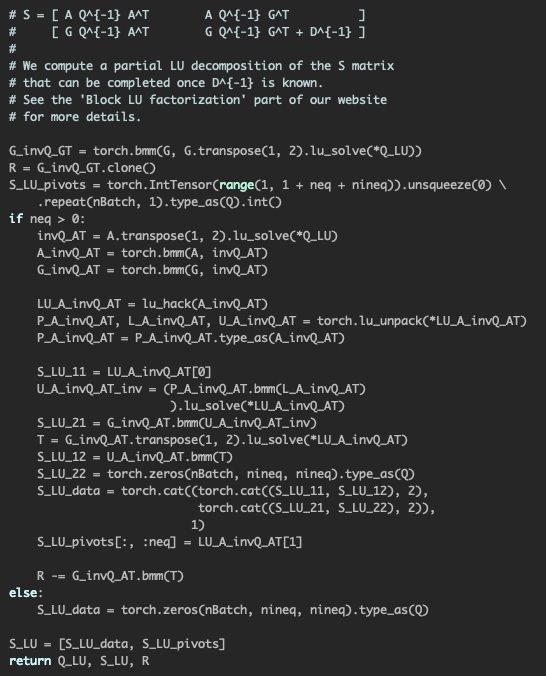 # S = [ A Q^{-1} A^T        A Q^{-1} G^T          ]
#     [ G Q^{-1} A^T        G Q^{-1} G^T + D^{-1} ]
#
# We compute a partial LU decomposition of the S matrix
# that can be completed once D^{-1} is known.
# See the 'Block LU factorization' part of our website
# for more details.

G_invQ_GT = torch.bmm(G, G.transpose(1, 2).lu_solve(*Q_LU))
R = G_invQ_GT.clone()
S_LU_pivots = torch.IntTensor(range(1, 1 + neq + nineq)).unsqueeze(0) \
    .repeat(nBatch, 1).type_as(Q).int()
if neq > 0:
    invQ_AT = A.transpose(1, 2).lu_solve(*Q_LU)
    A_invQ_AT = torch.bmm(A, invQ_AT)
    G_invQ_AT = torch.bmm(G, invQ_AT)

    LU_A_invQ_AT = lu_hack(A_invQ_AT)
    P_A_invQ_AT, L_A_invQ_AT, U_A_invQ_AT = torch.lu_unpack(*LU_A_invQ_AT)
    P_A_invQ_AT = P_A_invQ_AT.type_as(A_invQ_AT)

    S_LU_11 = LU_A_invQ_AT[0]
    U_A_invQ_AT_inv = (P_A_invQ_AT.bmm(L_A_invQ_AT)
                       ).lu_solve(*LU_A_invQ_AT)
    S_LU_21 = G_invQ_AT.bmm(U_A_invQ_AT_inv)
    T = G_invQ_AT.transpose(1, 2).lu_solve(*LU_A_invQ_AT)
    S_LU_12 = U_A_invQ_AT.bmm(T)
    S_LU_22 = torch.zeros(nBatch, nineq, nineq).type_as(Q)
    S_LU_data = torch.cat((torch.cat((S_LU_11, S_LU_12), 2),
                           torch.cat((S_LU_21, S_LU_22), 2)),
                          1)
    S_LU_pivots[:, :neq] = LU_A_invQ_AT[1]

    R -= G_invQ_AT.bmm(T)
else:
    S_LU_data = torch.zeros(nBatch, nineq, nineq).type_as(Q)

S_LU = [S_LU_data, S_LU_pivots]
return Q_LU, S_LU, R